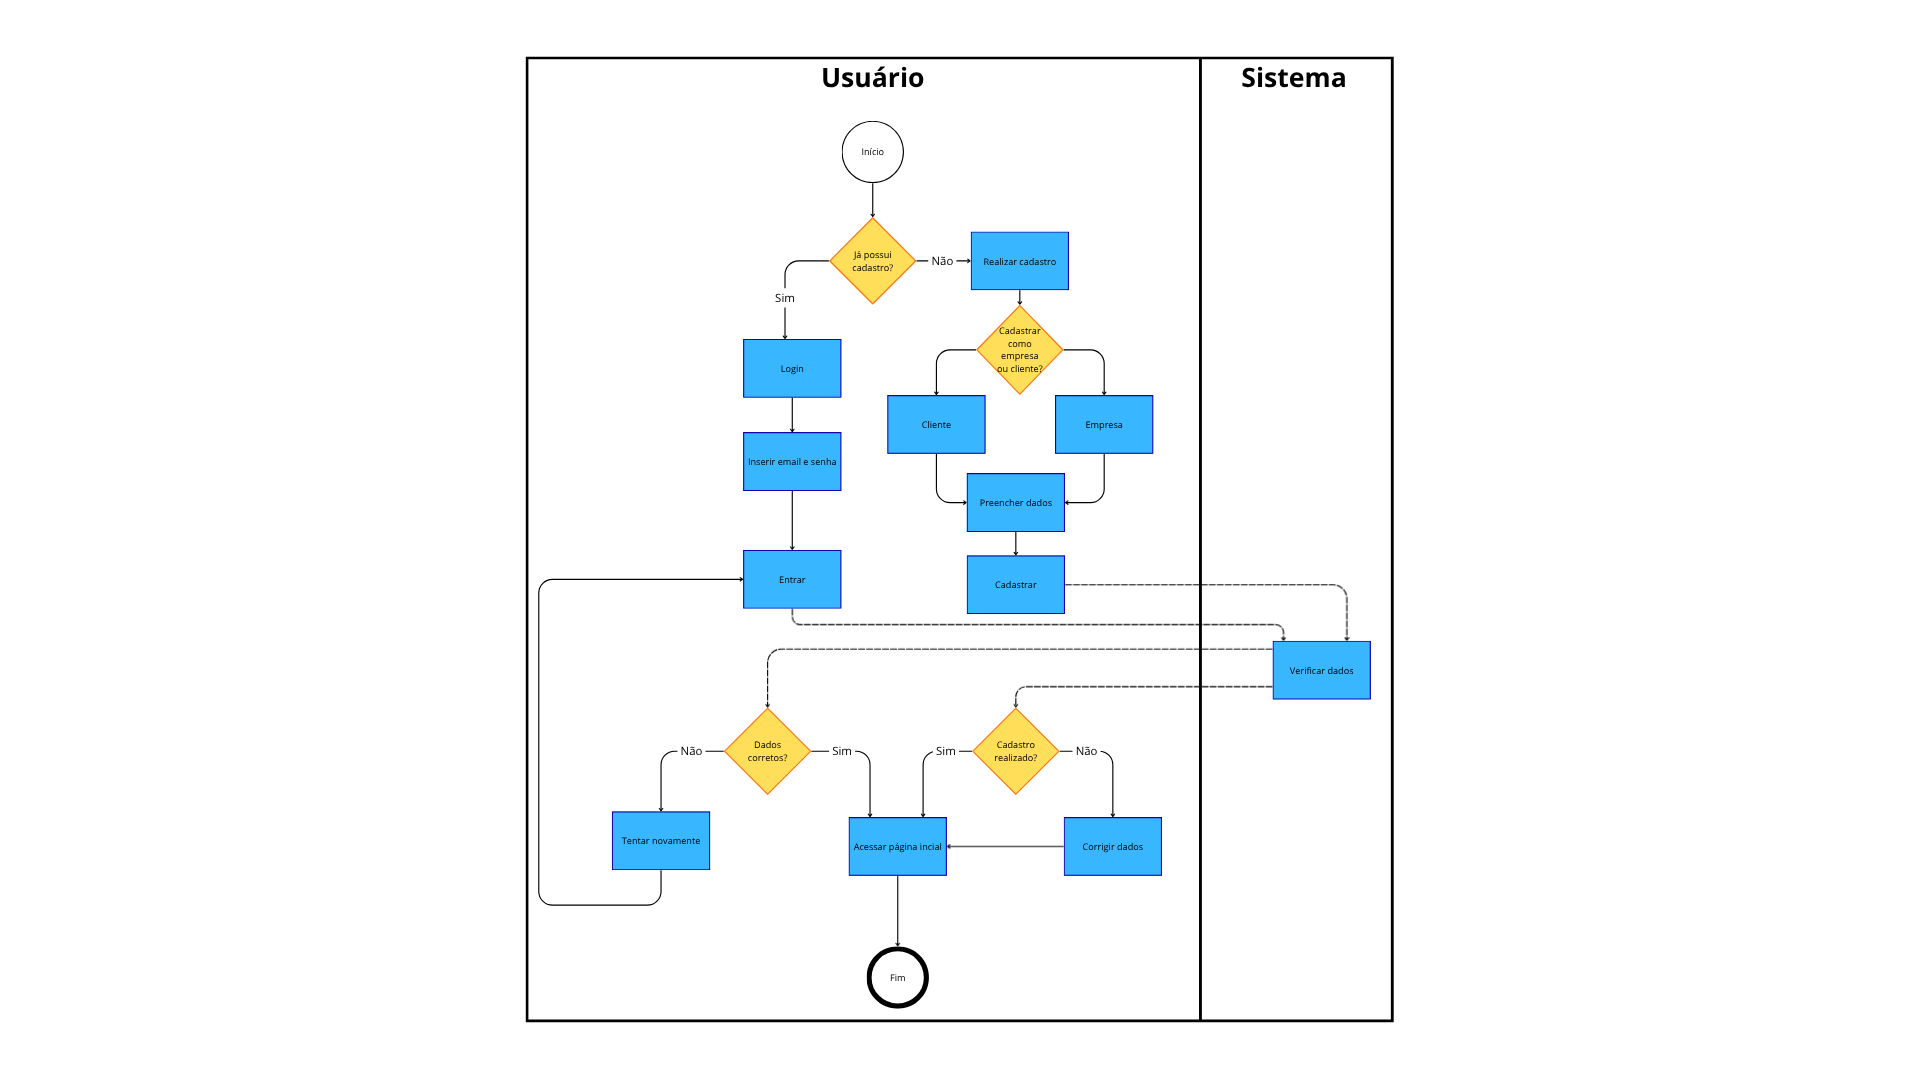 Usuário
Sistema
Início
Já possui
cadastro?
Não
Realizar cadastro
Sim
Cadastrar
como
empresa
ou cliente?
Login
Cliente
Empresa
Inserir email e senha
Preencher dados
Entrar
Cadastrar
Verificar dados
Dados
corretos?
Não
Sim
Cadastro
realizado?
Sim
Não
Tentar novamente
Acessar página incial
Corrigir dados
Fim